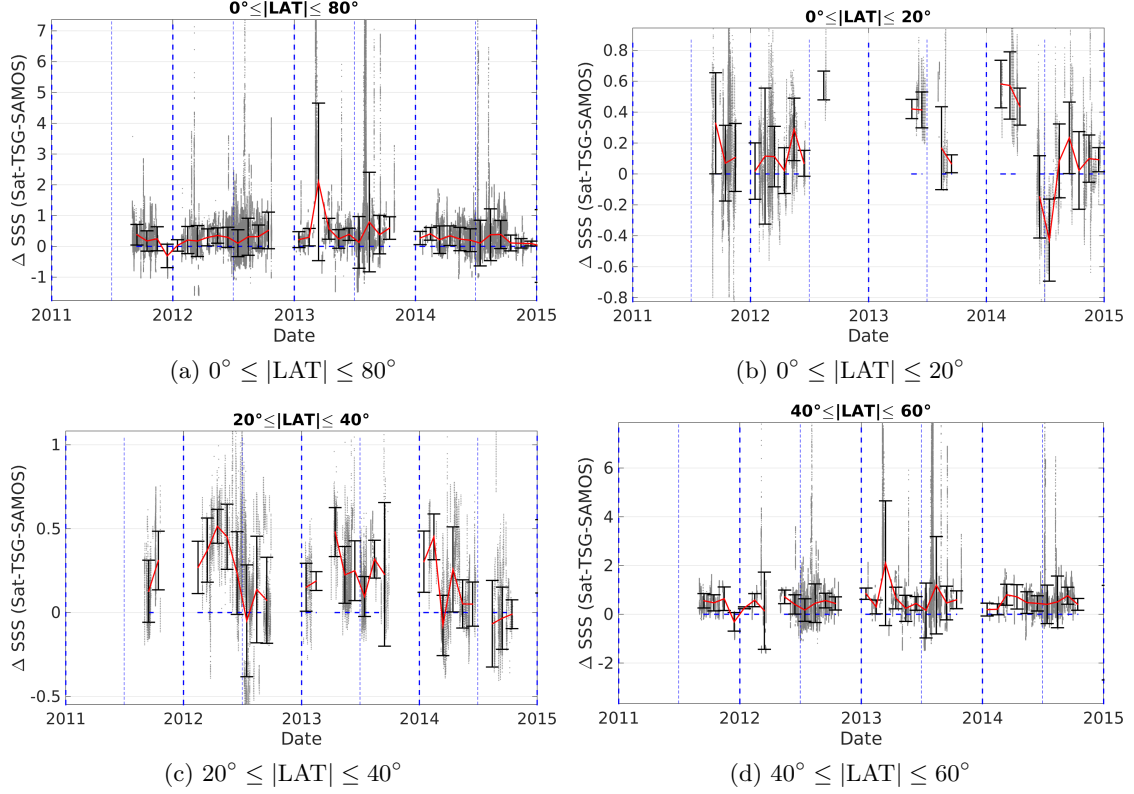 0°≤|LAT|≤ 80°
Δ SSS (Sat-TSG-SAMOS)
7
6
5
4
3
2
1
0
-1
2011 2012 2013 2014 2015
Date
(a) 0° ≤ |LAT| ≤ 80°
0°≤|LAT|≤ 20°
Δ SSS (Sat-TSG-SAMOS)
0.8
0.6
0.4
0.2
0
-0.2
-0.4
-0.6
-0.8
2011 2012 2013 2014 2015
Date
(b) 0° ≤ |LAT| ≤ 20°
20°≤|LAT|≤ 40°
Δ SSS (Sat-TSG-SAMOS)
1
0.5
0
-0.5
2011 2012 2013 2014 2015
Date
(c) 20° ≤ |LAT| ≤ 40°
40°≤|LAT|≤ 60°
Δ SSS (Sat-TSG-SAMOS)
6
4
2
0
-2
2011 2012 2013 2014 2015
Date
(d) 40° ≤ |LAT| ≤ 60°